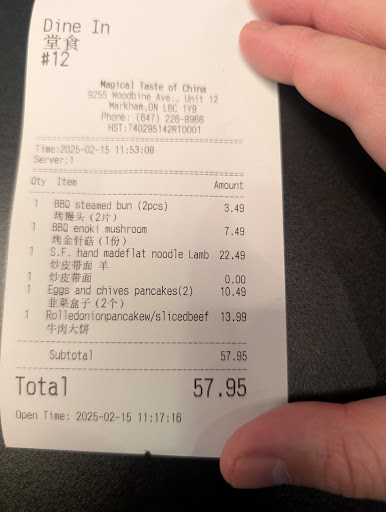 Dine In
堂食
#12
Magical Taste of China
9255 Woodbine Ave., Unit 12
Markham,ON L6C 1Y9
Phone: (647) 226-8966
HST:740295142RT0001
Time:2025-02-15 11:53:08
Server:1
Qty Item Amount
1 BBQ steamed bun (2pcs) 3.49
烤馒头(2片)
1 BBQ enoki mushroom 7.49
烤金针菇(1份)
1 S.F. hand madeflat noodle Lamb 22.49
炒皮带面 羊
1 炒皮带面 0.00
1 Eggs and chives pancakes(2) 10.49
韭菜盒子(2个)
1 Rolledonionpancakew/slicedbeef 13.99
牛肉大饼
Subtotal 57.95
Total 57.95
Open Time: 2025-02-15 11:17:16